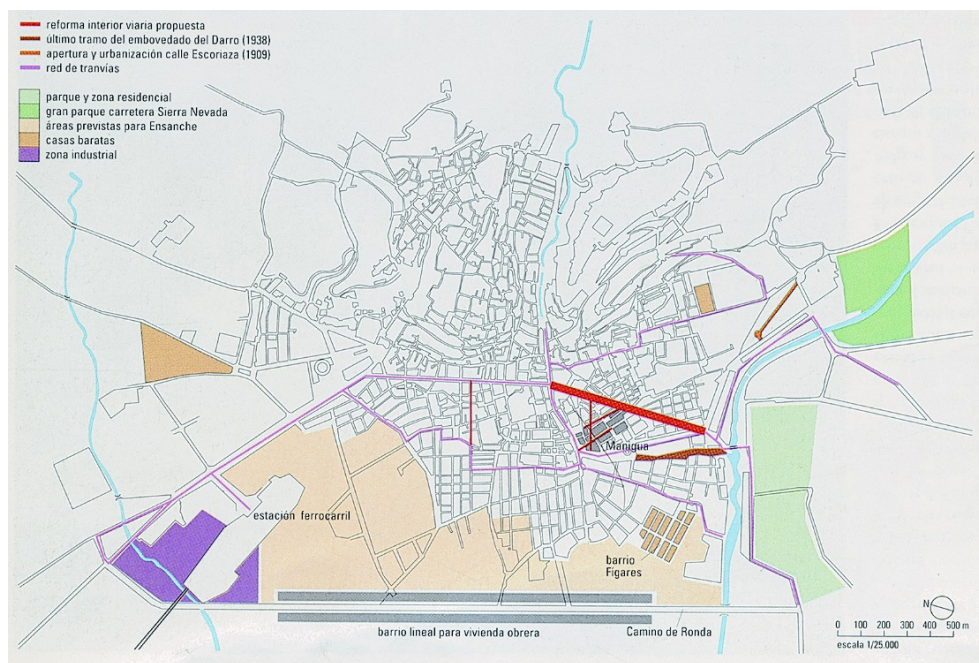 reforma interior viaria propuesta
último tramo del embovedado del Darro (1938)
apertura y urbanización calle Escoriaza (1909)
red de tranvías
parque y zona residencial
gran parque carretera Sierra Nevada
áreas previstas para Ensanche
casas baratas
zona industrial
Manigua
estación ferrocarril
barrio
Figares
barrio lineal para vivienda obrera
Camino de Ronda
N
0 100 200 300 400 500 m
escala 1/25.000